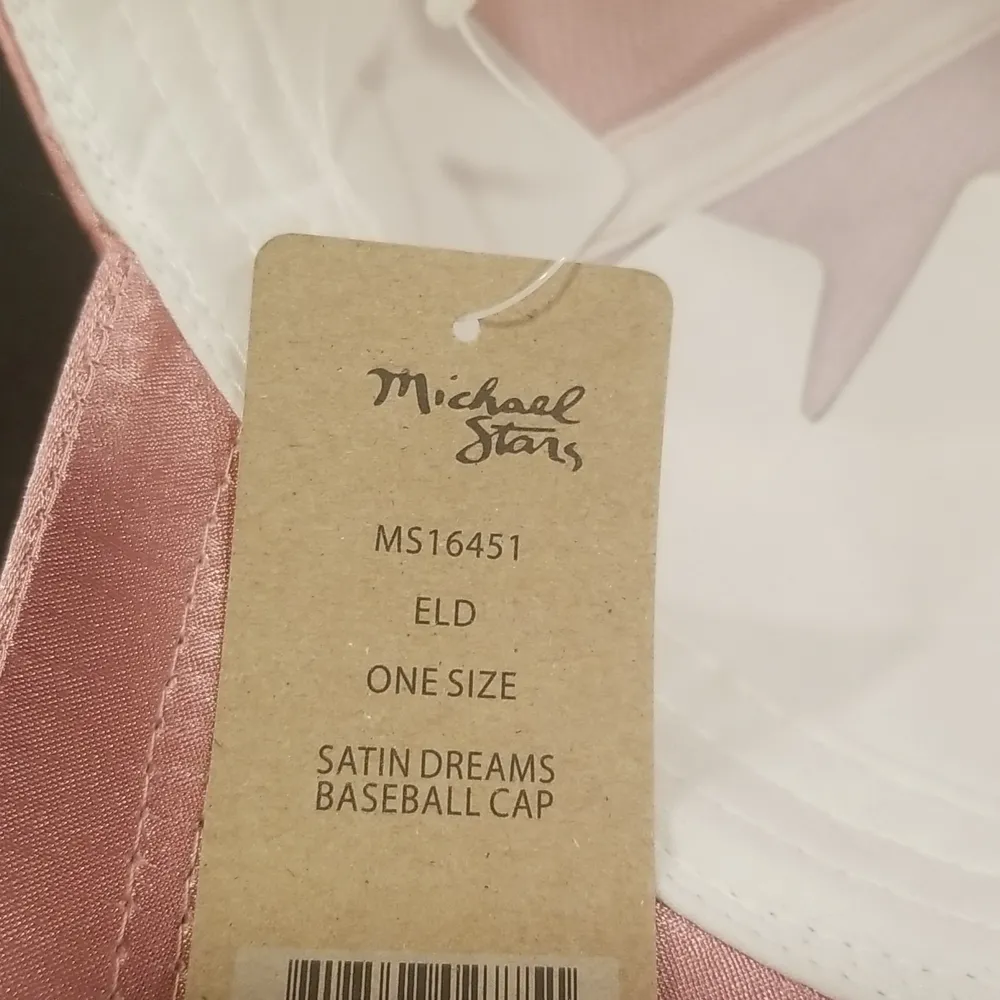 Michael
Stars
MS16451
ELD
ONE SIZE
SATIN DREAMS
BASEBALL CAP